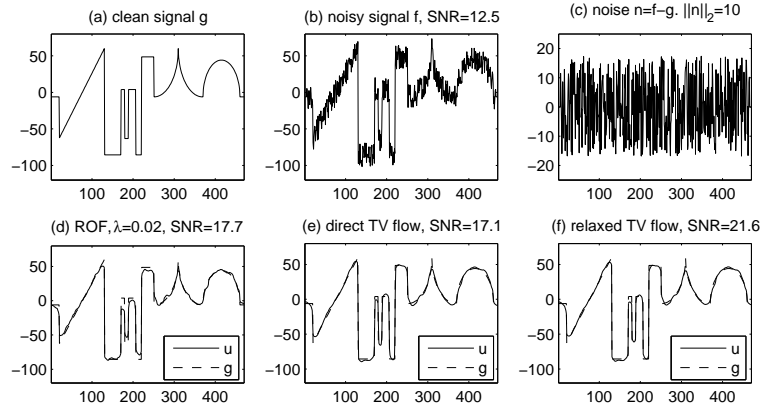 (a) clean signal g
50
0
−50
−100
100 200 300 400
(b) noisy signal f, SNR=12.5
50
0
−50
−100
100 200 300 400
(c) noise n=f−g. ||n||2=10
20
10
0
−10
−20
100 200 300 400
(d) ROF, λ=0.02, SNR=17.7
50
0
−50
−100
u
g
100 200 300 400
(e) direct TV flow, SNR=17.1
50
0
−50
−100
u
g
100 200 300 400
(f) relaxed TV flow, SNR=21.6
50
0
−50
−100
u
g
100 200 300 400